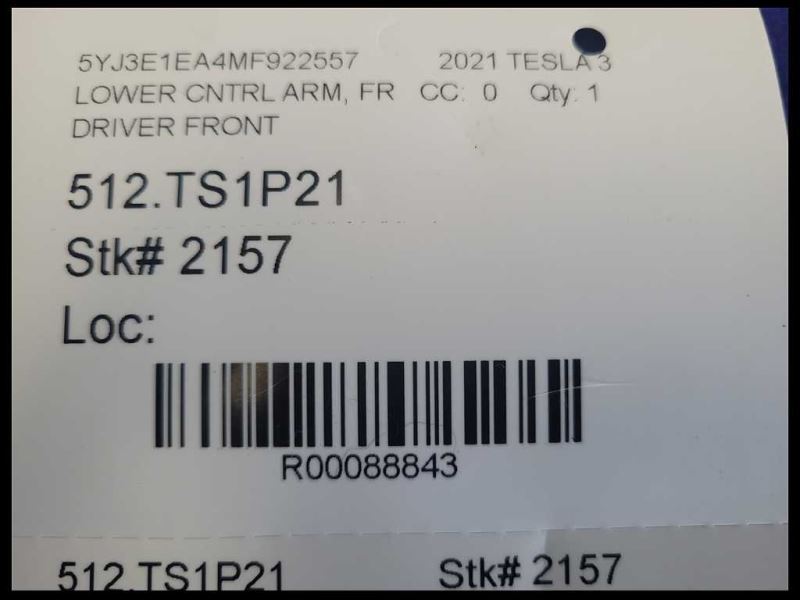 5YJ3E1EA4MF922557 2021 TESLA 3
LOWER CNTRL ARM, FR CC: 0 Qty: 1
DRIVER FRONT
512.TS1P21
Stk# 2157
Loc:
R00088843
512.TS1P21 Stk# 2157